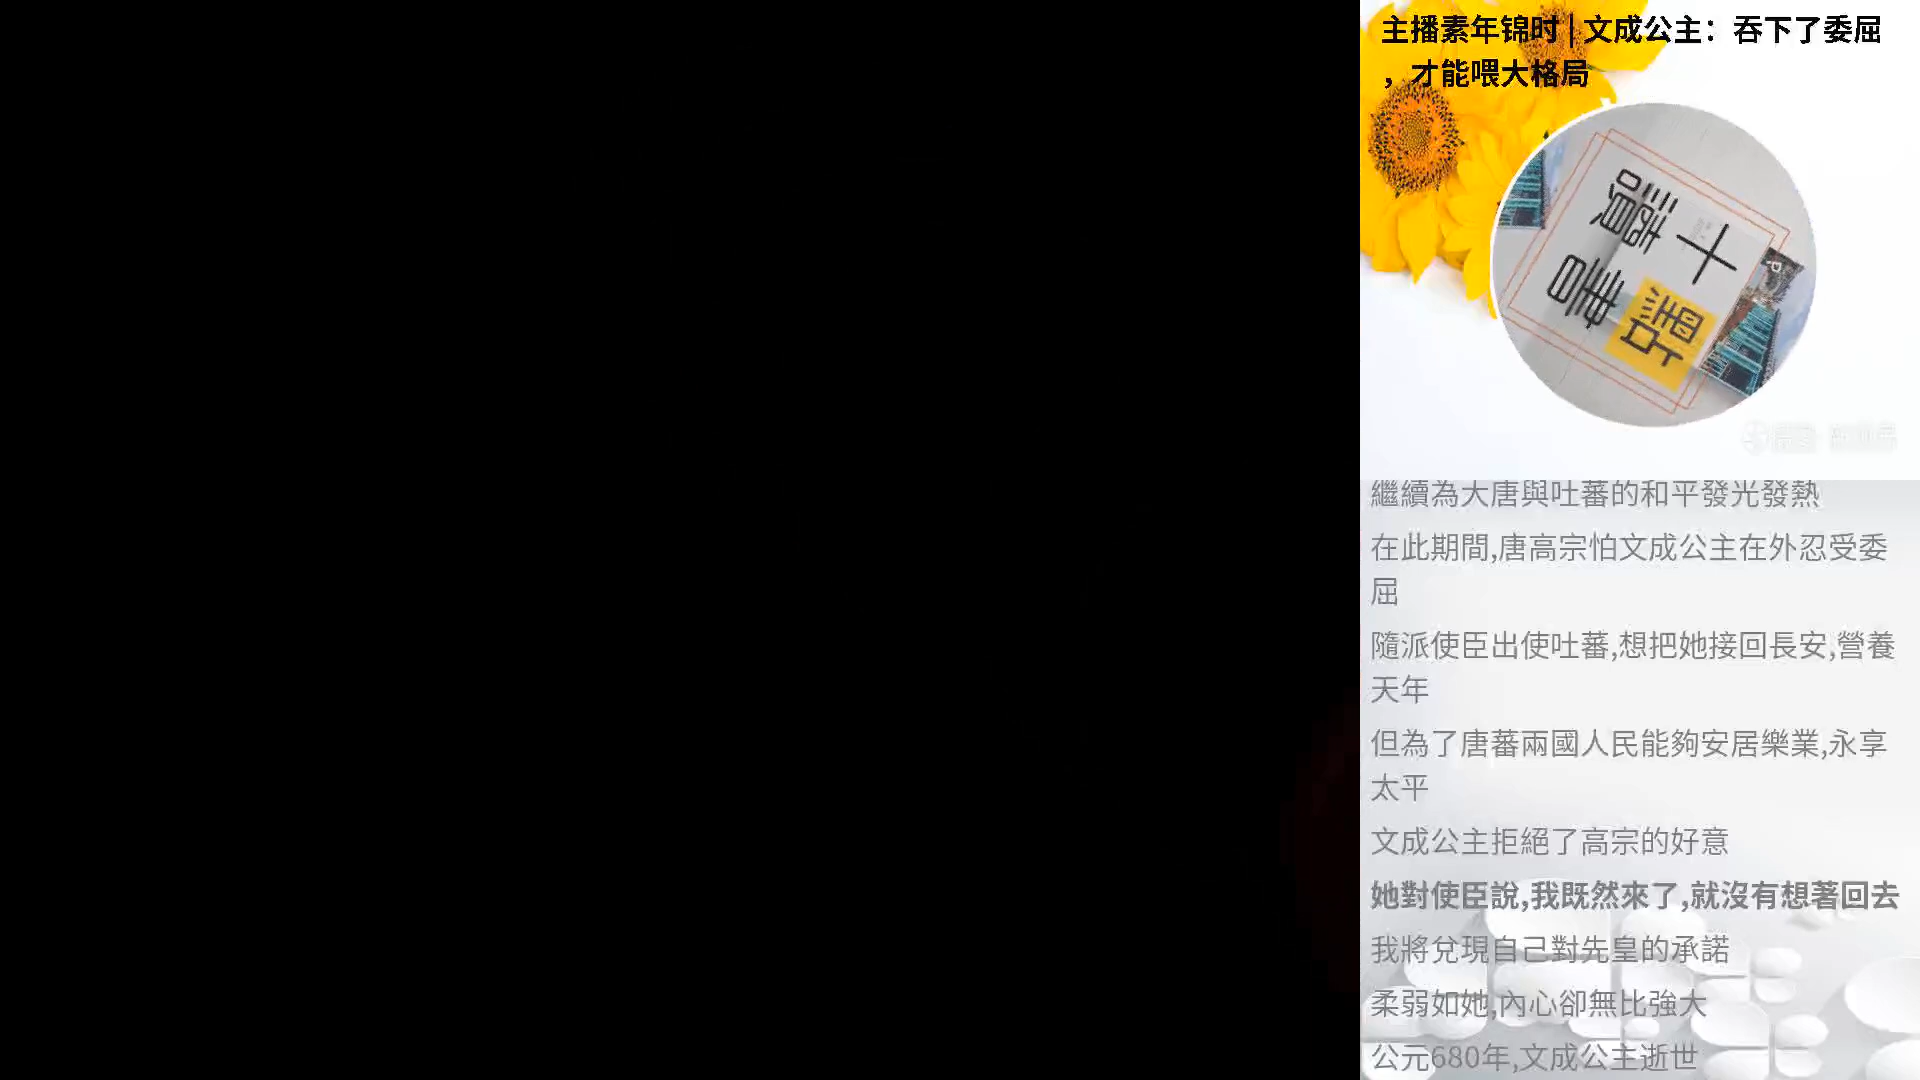 主播素年锦时 | 文成公主：吞下了委屈
，才能喂大格局
十點
讀書
繼續為大唐與吐蕃的和平發光發熱
在此期間,唐高宗怕文成公主在外忍受委
屈
隨派使臣出使吐蕃,想把她接回長安,營養
天年
但為了唐蕃兩國人民能夠安居樂業,永享
太平
文成公主拒絕了高宗的好意
她對使臣說,我既然來了,就沒有想著回去
我將兌現自己對先皇的承諾
柔弱如她,內心卻無比強大
公元680年,文成公主逝世